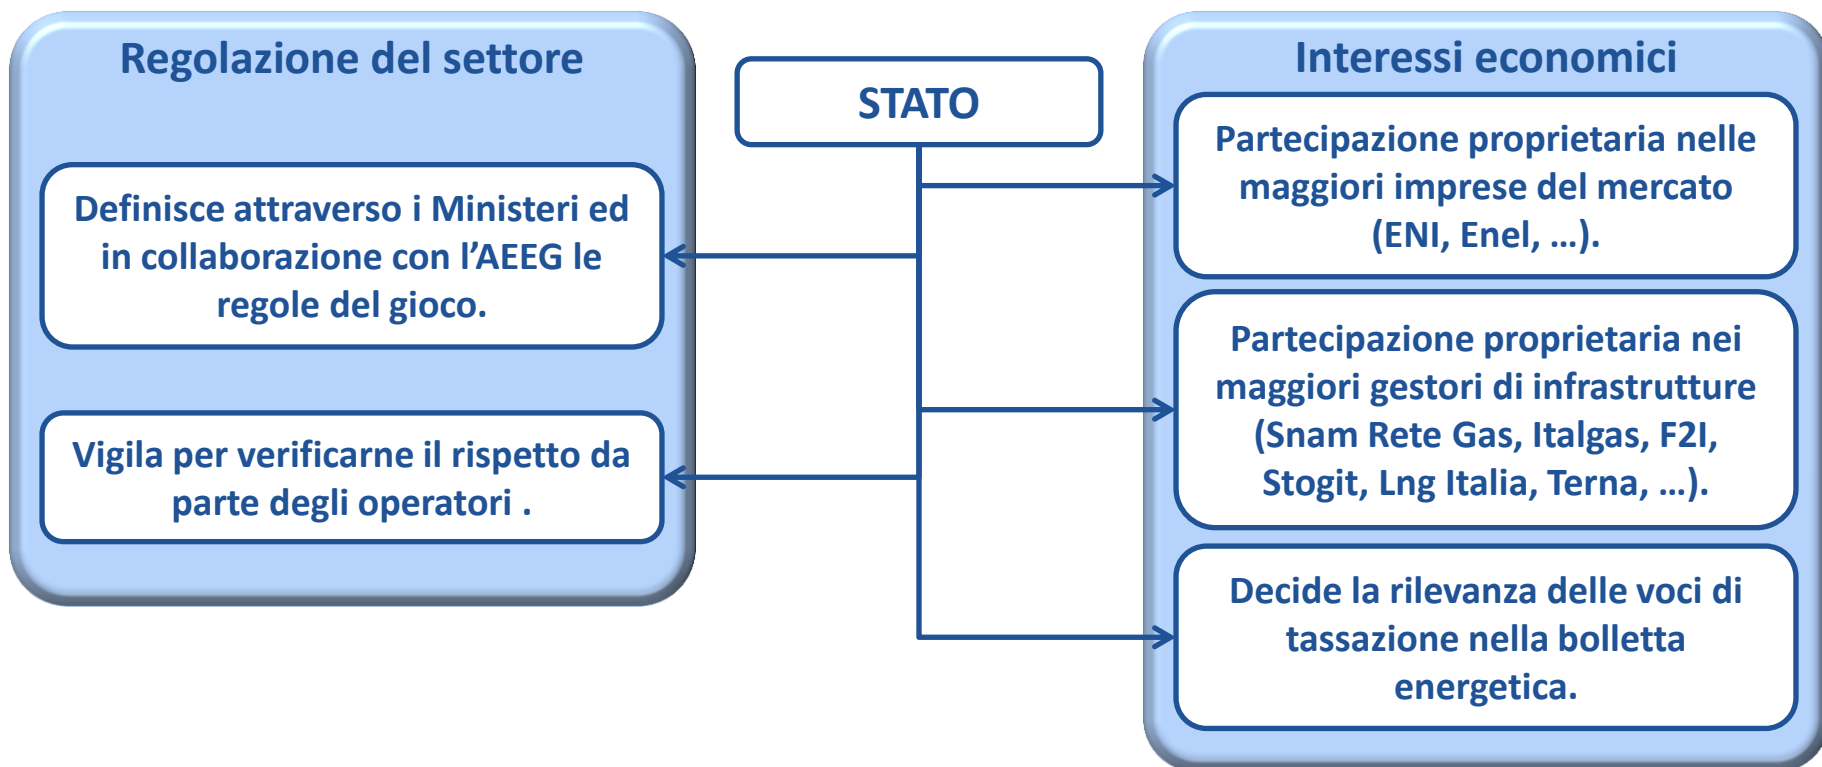 Regolazione del settore
Definisce attraverso i Ministeri ed
in collaborazione con l’AEEG le
regole del gioco.
Vigila per verificarne il rispetto da
parte degli operatori .
STATO
Interessi economici
Partecipazione proprietaria nelle
maggiori imprese del mercato
(ENI, Enel, …).
Partecipazione proprietaria nei
maggiori gestori di infrastrutture
(Snam Rete Gas, Italgas, F2I,
Stogit, Lng Italia, Terna, …).
Decide la rilevanza delle voci di
tassazione nella bolletta
energetica.